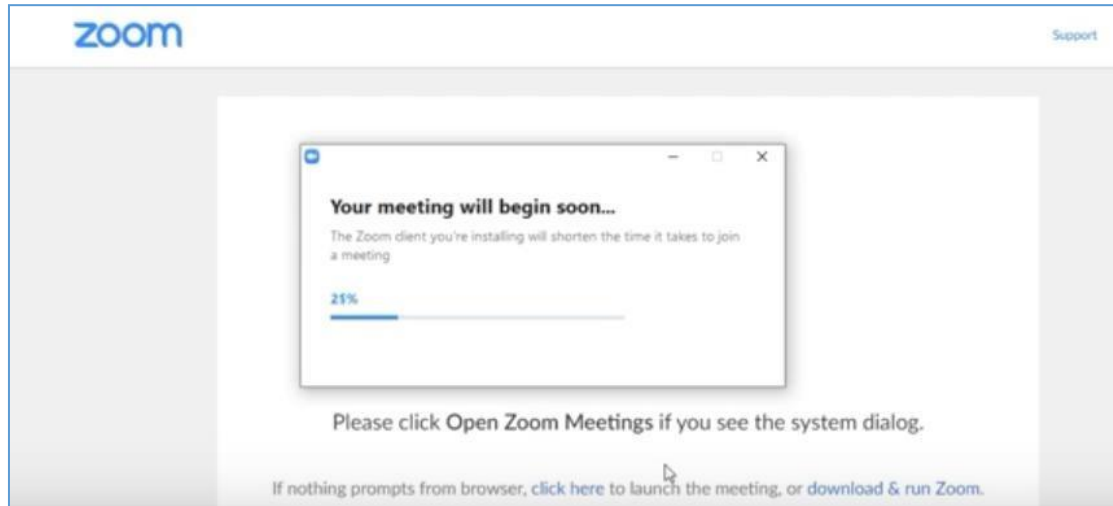 zoom
Support
Your meeting will begin soon...
The Zoom client you're installing will shorten the time it takes to join
a meeting
25%
Please click Open Zoom Meetings if you see the system dialog.
If nothing prompts from browser, click here to launch the meeting, or download & run Zoom.